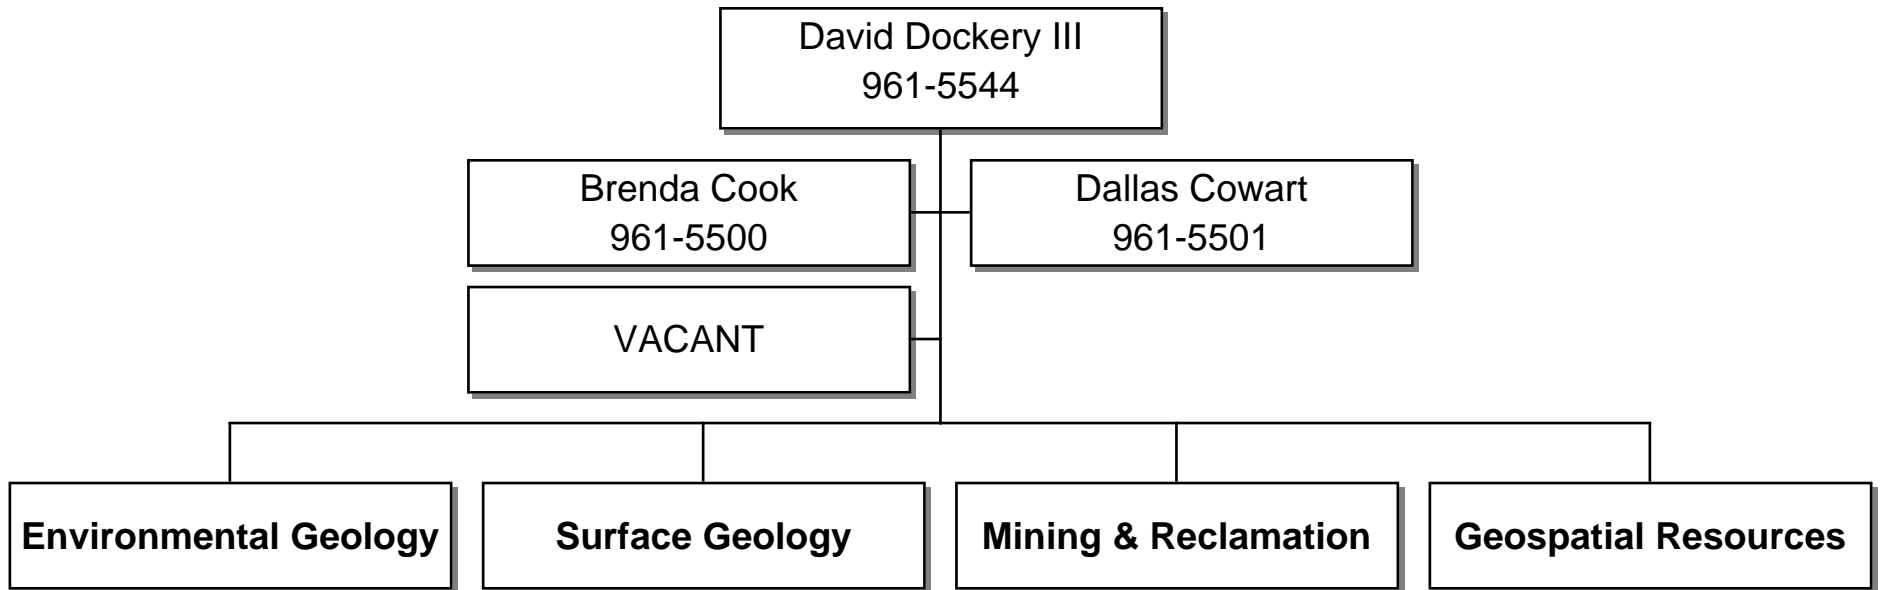 David Dockery III
961-5544
Brenda Cook
961-5500
Dallas Cowart
961-5501
VACANT
Environmental Geology
Surface Geology
Mining & Reclamation
Geospatial Resources